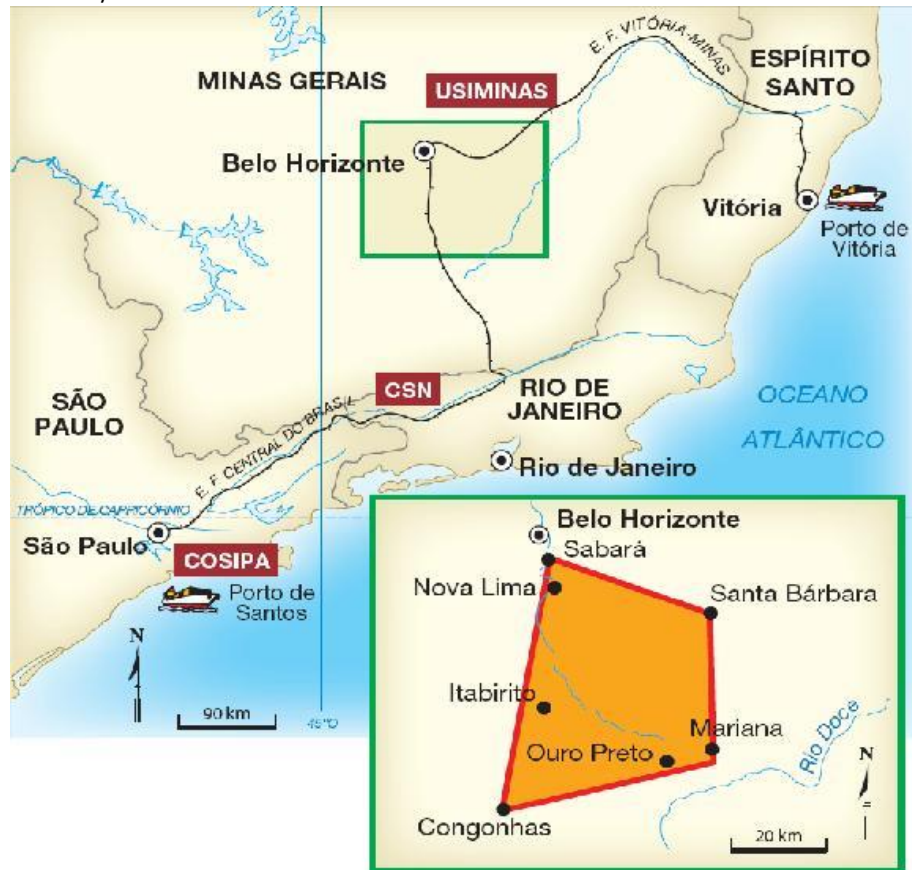 E. F. VITÓRIA-MINAS
ESPÍRITO
SANTO
MINAS GERAIS
USIMINAS
Belo Horizonte
Vitória
Porto de
Vitória
CSN
RIO DE
JANEIRO
SÃO
PAULO
OCEANO
ATLÂNTICO
E. F. CENTRAL DO BRASIL
Rio de Janeiro
TRÓPICO DE CAPRICÓRNIO
São Paulo
COSIPA
Porto de
Santos
N
90 km
45°O
Belo Horizonte
Sabará
Nova Lima
Santa Bárbara
Itabirito
Mariana
Ouro Preto
Rio Doce
N
Congonhas
20 km